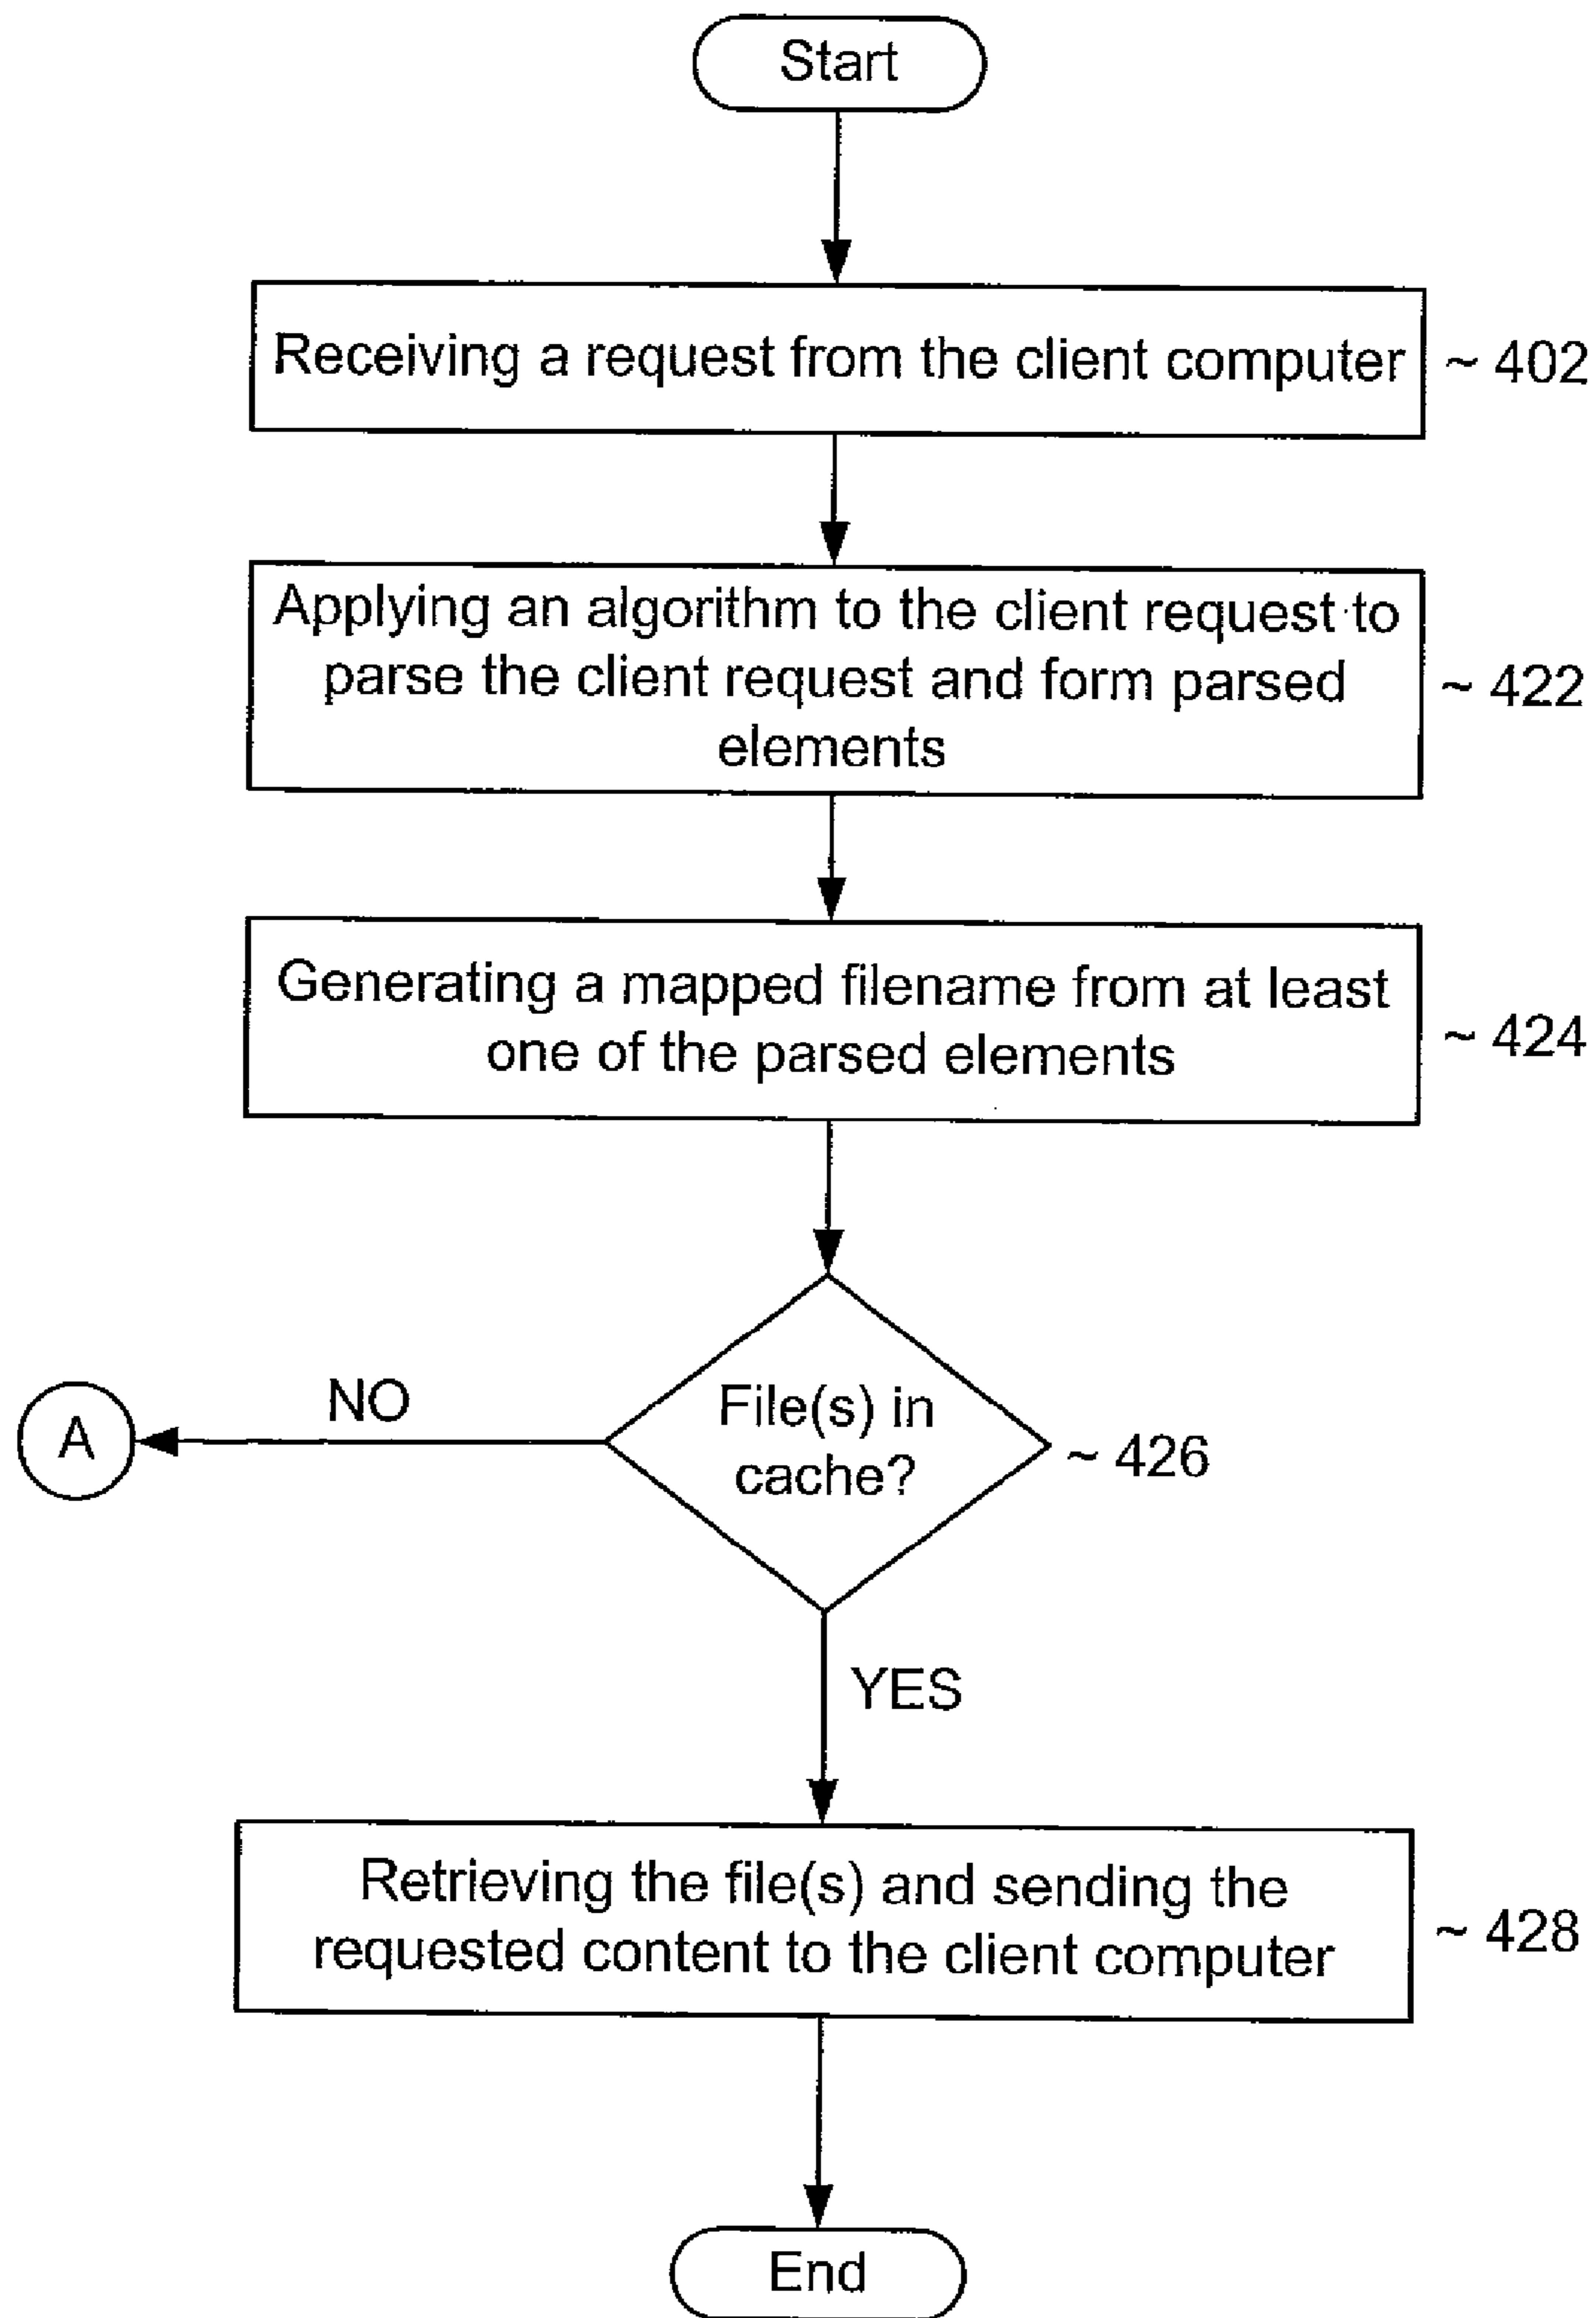 Start
Receiving a request from the client computer ~ 402
Applying an algorithm to the client request to
parse the client request and form parsed
elements
~ 422
Generating a mapped filename from at least
one of the parsed elements
~ 424
File(s) in
cache?
~ 426
NO
A
YES
Retrieving the file(s) and sending the
requested content to the client computer
~ 428
End